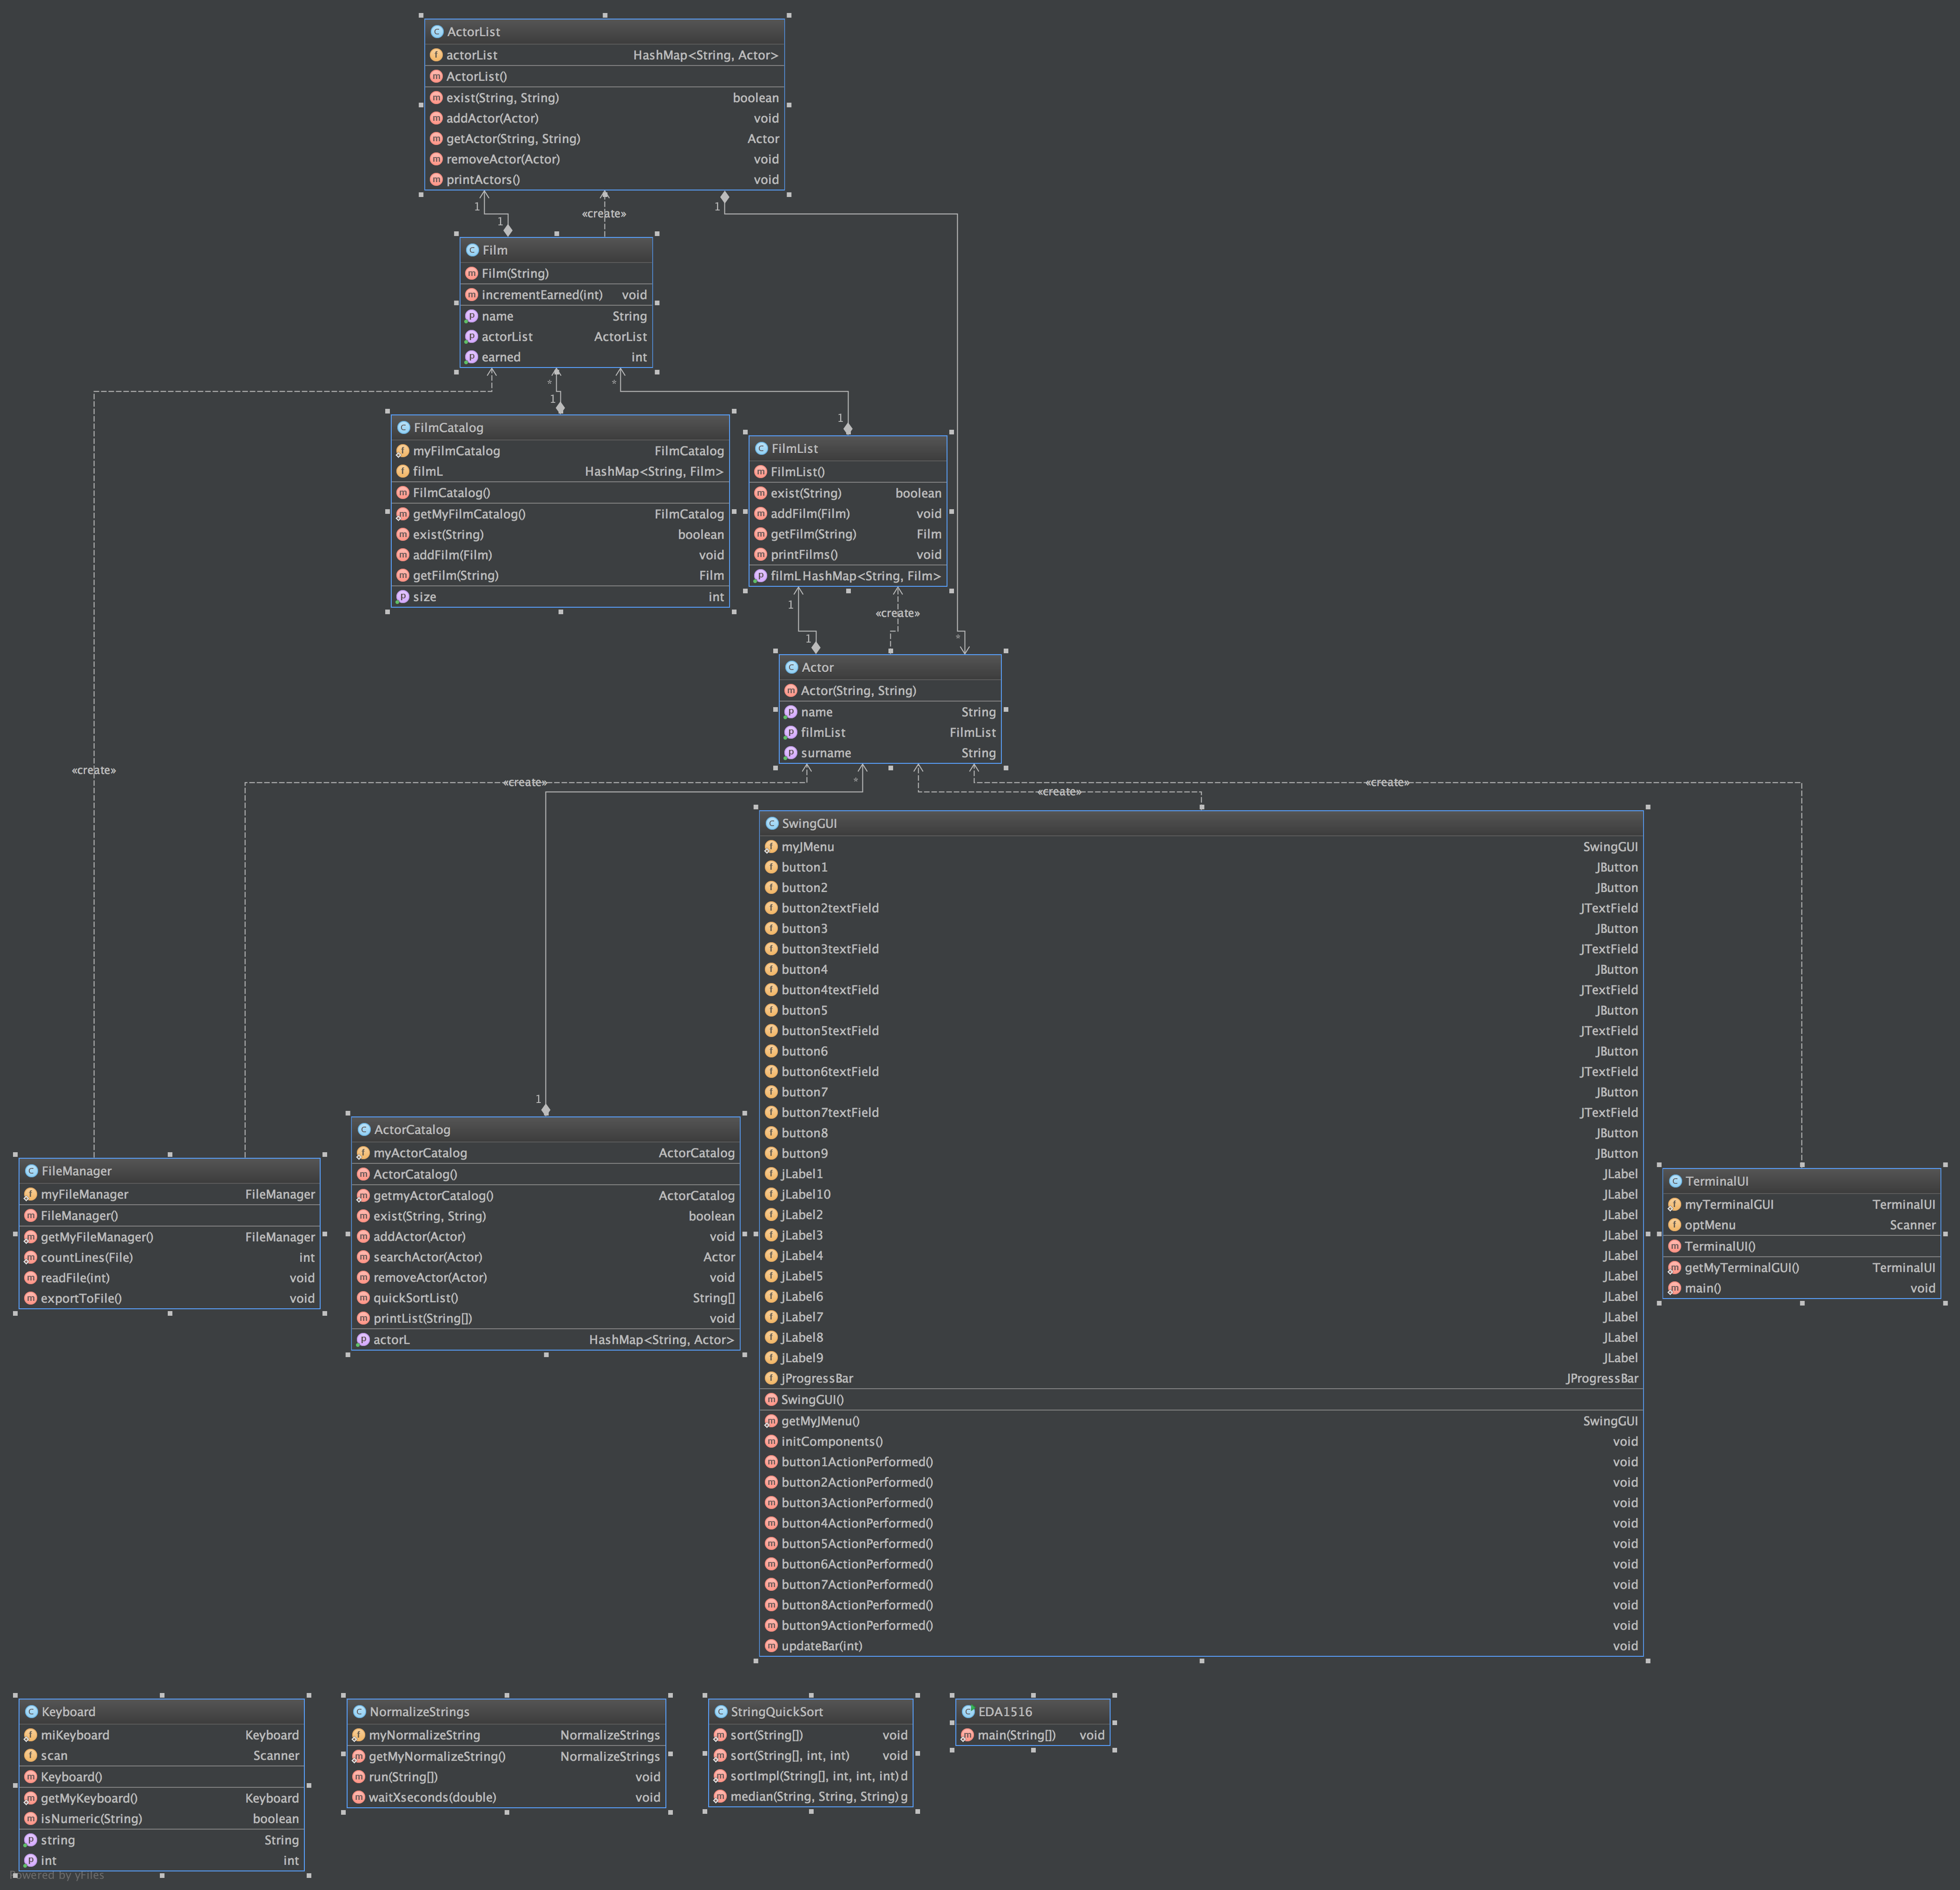 ActorList
actorList HashMap<String, Actor>
ActorList()
exist(String, String) boolean
addActor(Actor) void
getActor(String, String) Actor
removeActor(Actor) void
printActors() void
1
1
«create»
1
Film
Film(String)
incrementEarned(int) void
name String
actorList ActorList
earned int
*
1
*
1
FilmCatalog
myFilmCatalog FilmCatalog
filmL HashMap<String, Film>
FilmCatalog()
getMyFilmCatalog() FilmCatalog
exist(String) boolean
addFilm(Film) void
getFilm(String) Film
size int
FilmList
FilmList()
exist(String) boolean
addFilm(Film) void
getFilm(String) Film
printFilms() void
filmL HashMap<String, Film>
1
1
«create»
*
Actor
Actor(String, String)
name String
filmList FilmList
surname String
«create»
«create»
*
«create»
«create»
1
SwingGUI
myJMenu SwingGUI
button1 JButton
button2 JButton
button2textField JTextField
button3 JButton
button3textField JTextField
button4 JButton
button4textField JTextField
button5 JButton
button5textField JTextField
button6 JButton
button6textField JTextField
button7 JButton
button7textField JTextField
button8 JButton
button9 JButton
jLabel1 JLabel
jLabel10 JLabel
jLabel2 JLabel
jLabel3 JLabel
jLabel4 JLabel
jLabel5 JLabel
jLabel6 JLabel
jLabel7 JLabel
jLabel8 JLabel
jLabel9 JLabel
jProgressBar JProgressBar
SwingGUI()
getMyJMenu() SwingGUI
initComponents() void
button1ActionPerformed() void
button2ActionPerformed() void
button3ActionPerformed() void
button4ActionPerformed() void
button5ActionPerformed() void
button6ActionPerformed() void
button7ActionPerformed() void
button8ActionPerformed() void
button9ActionPerformed() void
updateBar(int) void
FileManager
myFileManager FileManager
FileManager()
getMyFileManager() FileManager
countLines(File) int
readFile(int) void
exportToFile() void
ActorCatalog
myActorCatalog ActorCatalog
ActorCatalog()
getmyActorCatalog() ActorCatalog
exist(String, String) boolean
addActor(Actor) void
searchActor(Actor) Actor
removeActor(Actor) void
quickSortList() String[]
printList(String[]) void
actorL HashMap<String, Actor>
TerminalUI
myTerminalGUI TerminalUI
optMenu Scanner
TerminalUI()
getMyTerminalGUI() TerminalUI
main() void
Keyboard
miKeyboard Keyboard
scan Scanner
Keyboard()
getMyKeyboard() Keyboard
isNumeric(String) boolean
string String
int int
NormalizeStrings
myNormalizeString NormalizeStrings
getMyNormalizeString() NormalizeStrings
run(String[]) void
waitXseconds(double) void
StringQuickSort
sort(String[]) void
sort(String[], int, int) void
sortImpl(String[], int, int, int) d
median(String, String, String) g
EDA1516
main(String[]) void
Powered by yFiles